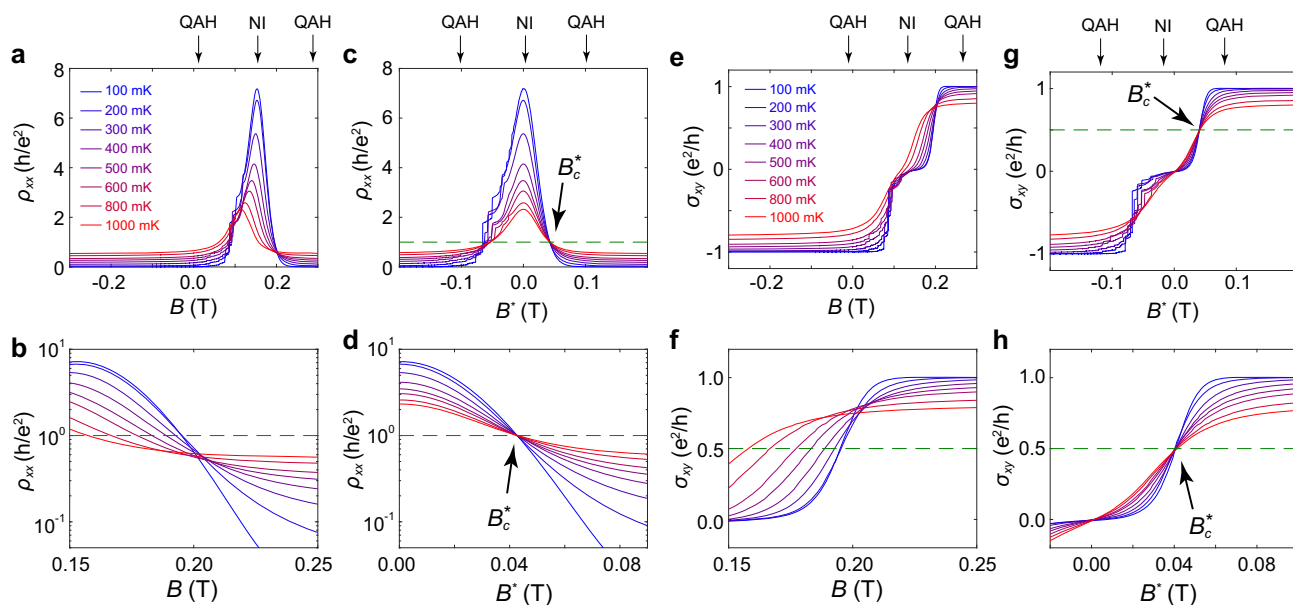 QAH NI QAH
a
ρxx (h/e²)
8
6
4
2
0
100 mK
200 mK
300 mK
400 mK
500 mK
600 mK
800 mK
1000 mK
-0.2 0.0 0.2
B (T)
QAH NI QAH
c
ρxx (h/e²)
8
6
4
2
0
B*c
-0.1 0.0 0.1
B* (T)
QAH NI QAH
e
σxy (e²/h)
1
0
-1
100 mK
200 mK
300 mK
400 mK
500 mK
600 mK
800 mK
1000 mK
-0.2 0.0 0.2
B (T)
QAH NI QAH
g
σxy (e²/h)
1
0
-1
B*c
-0.1 0.0 0.1
B* (T)
b
ρxx (h/e²)
10¹
10⁰
10⁻¹
0.15 0.20 0.25
B (T)
d
ρxx (h/e²)
10¹
10⁰
10⁻¹
B*c
0.00 0.04 0.08
B* (T)
f
σxy (e²/h)
1.0
0.5
0.0
0.15 0.20 0.25
B (T)
h
σxy (e²/h)
1.0
0.5
0.0
B*c
0.00 0.04 0.08
B* (T)